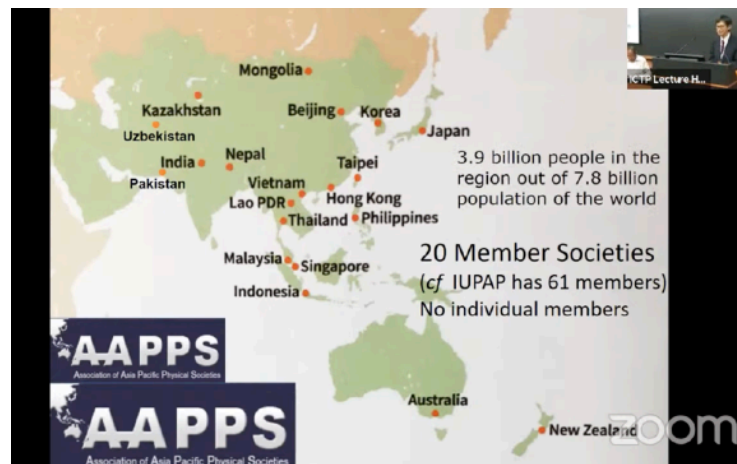 ICTP Lecture H...
Mongolia
Kazakhstan
Beijing
Korea
Uzbekistan
Japan
India
Nepal
Taipei
3.9 billion people in the
region out of 7.8 billion
population of the world
Pakistan
Vietnam
Hong Kong
Lao PDR
Thailand
Philippines
Malaysia
Singapore
20 Member Societies
(cf IUPAP has 61 members)
Indonesia
No individual members
AAPPS
Association of Asia Pacific Physical Societies
Australia
AAPPS
New Zealand
zoom
Association of Asia Pacific Physical Societies